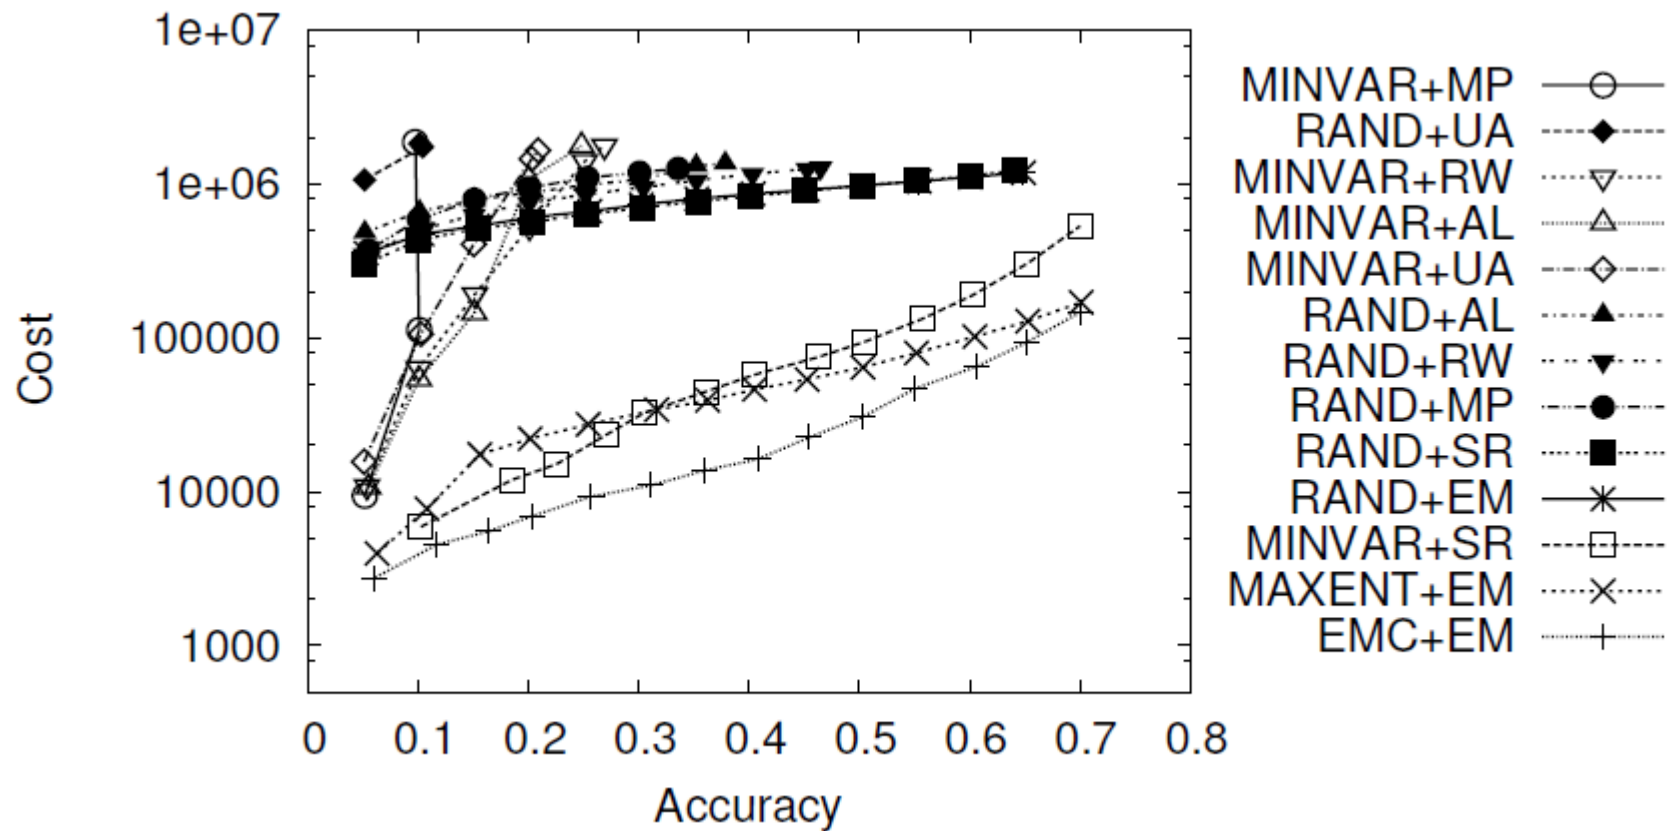 1e+07
1e+06
100000
10000
1000
Cost
0 0.1 0.2 0.3 0.4 0.5 0.6 0.7 0.8
Accuracy
MINVAR+MP
RAND+UA
MINVAR+RW
MINVAR+AL
MINVAR+UA
RAND+AL
RAND+RW
RAND+MP
RAND+SR
RAND+EM
MINVAR+SR
MAXENT+EM
EMC+EM